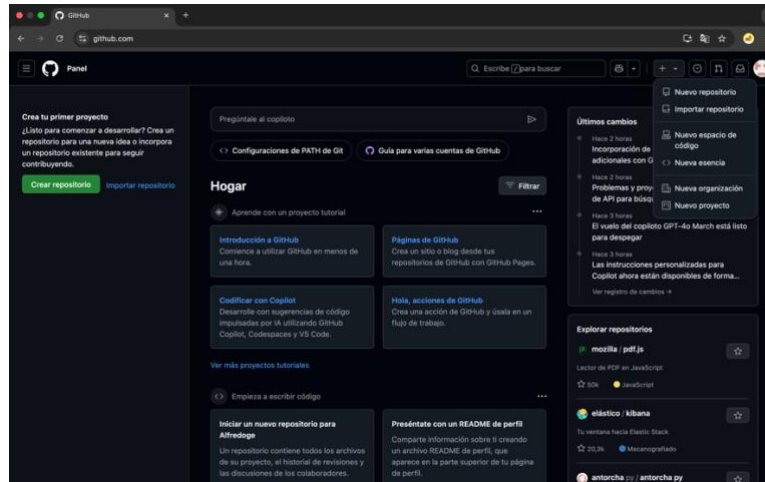 GitHub
github.com
Panel
Escribe / para buscar
Nuevo repositorio
Importar repositorio
Nuevo espacio de
código
Nueva esencia
Nueva organización
Nuevo proyecto
Crea tu primer proyecto
¿Listo para comenzar a desarrollar? Crea un
repositorio para una nueva idea o incorpora
un repositorio existente para seguir
contribuyendo.
Crear repositorio
Importar repositorio
Pregúntale al copiloto
Configuraciones de PATH de Git
Guía para varias cuentas de GitHub
Hogar
Filtrar
Aprende con un proyecto tutorial
Introducción a GitHub
Comience a utilizar GitHub en menos de
una hora.
Páginas de GitHub
Crea un sitio o blog desde tus
repositorios de GitHub con GitHub Pages.
Codificar con Copilot
Desarrolle con sugerencias de código
impulsadas por IA utilizando GitHub
Copilot, Codespaces y VS Code.
Hola, acciones de GitHub
Crea una acción de GitHub y úsala en un
flujo de trabajo.
Ver más proyectos tutoriales
Empieza a escribir código
Iniciar un nuevo repositorio para
Alfredoge
Un repositorio contiene todos los archivos
de su proyecto, el historial de revisiones y
las discusiones de los colaboradores.
Preséntate con un README de perfil
Comparte información sobre ti creando
un archivo README de perfil, que
aparece en la parte superior de tu página
de perfil.
Últimos cambios
Hace 2 horas
Incorporación de
adicionales con G
Hace 2 horas
Problemas y proy
de API para búsq
Hace 3 horas
El vuelo del copiloto GPT-4o March está listo
para despegar
Hace 3 horas
Las instrucciones personalizadas para
Copilot ahora están disponibles de forma...
Ver registro de cambios →
Explorar repositorios
mozilla / pdf.js
Lector de PDF en JavaScript
50k JavaScript
elástico / kibana
Tu ventana hacia Elastic Stack
20,3k Mecanografiado
antorcha py / antorcha py